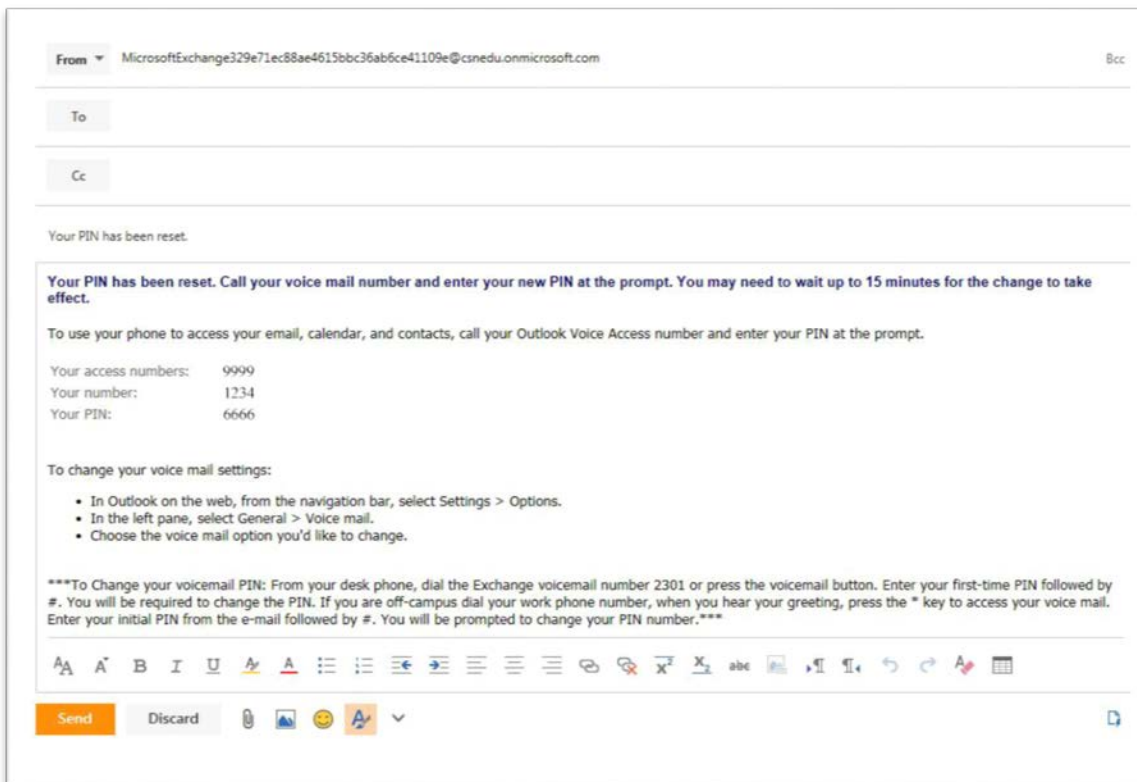 From MicrosoftExchange329e71ec88ae4615bbc36ab6ce41109e@csnedu.onmicrosoft.com Bcc
To
Cc
Your PIN has been reset.
Your PIN has been reset. Call your voice mail number and enter your new PIN at the prompt. You may need to wait up to 15 minutes for the change to take
effect.
To use your phone to access your email, calendar, and contacts, call your Outlook Voice Access number and enter your PIN at the prompt.
Your access numbers: 9999
Your number: 1234
Your PIN: 6666
To change your voice mail settings:
• In Outlook on the web, from the navigation bar, select Settings > Options.
• In the left pane, select General > Voice mail.
• Choose the voice mail option you'd like to change.
***To Change your voicemail PIN: From your desk phone, dial the Exchange voicemail number 2301 or press the voicemail button. Enter your first-time PIN followed by
#. You will be required to change the PIN. If you are off-campus dial your work phone number, when you hear your greeting, press the * key to access your voice mail.
Enter your initial PIN from the e-mail followed by #. You will be prompted to change your PIN number.***
Send Discard